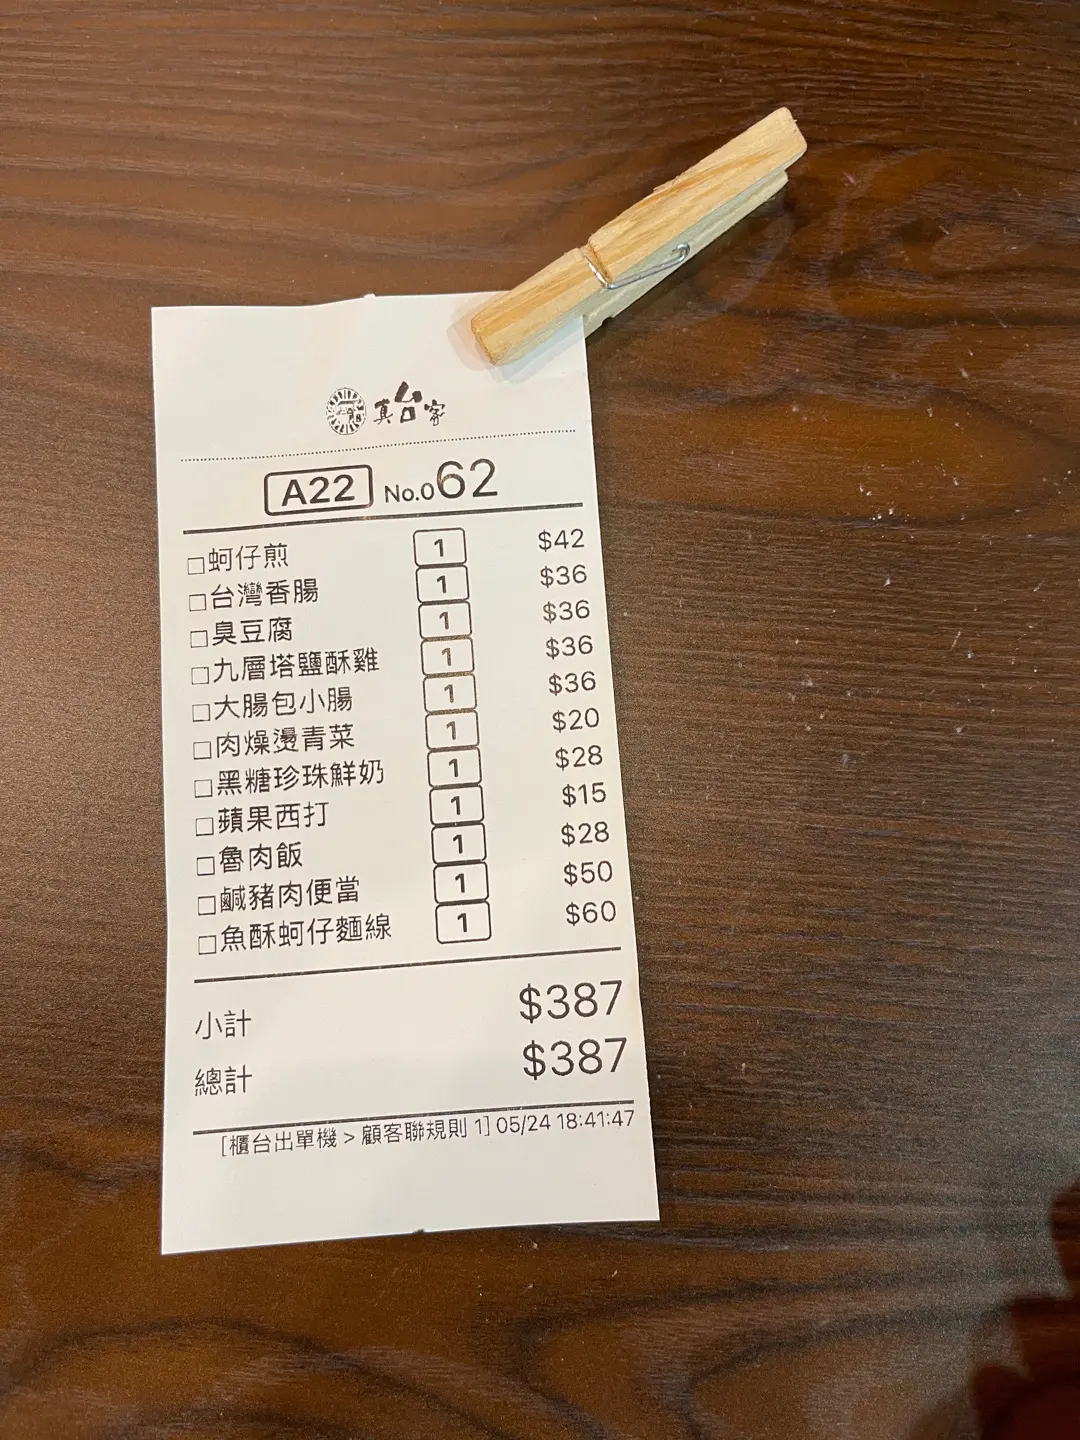 真台客
A22 No.062
□蚵仔煎 1 $42
□台灣香腸 1 $36
□臭豆腐 1 $36
□九層塔鹽酥雞 1 $36
□大腸包小腸 1 $36
□肉燥燙青菜 1 $20
□黑糖珍珠鮮奶 1 $28
□蘋果西打 1 $15
□魯肉飯 1 $28
□鹹豬肉便當 1 $50
□魚酥蚵仔麵線 1 $60
小計 $387
總計 $387
[櫃台出單機 > 顧客聯規則 1] 05/24 18:41:47